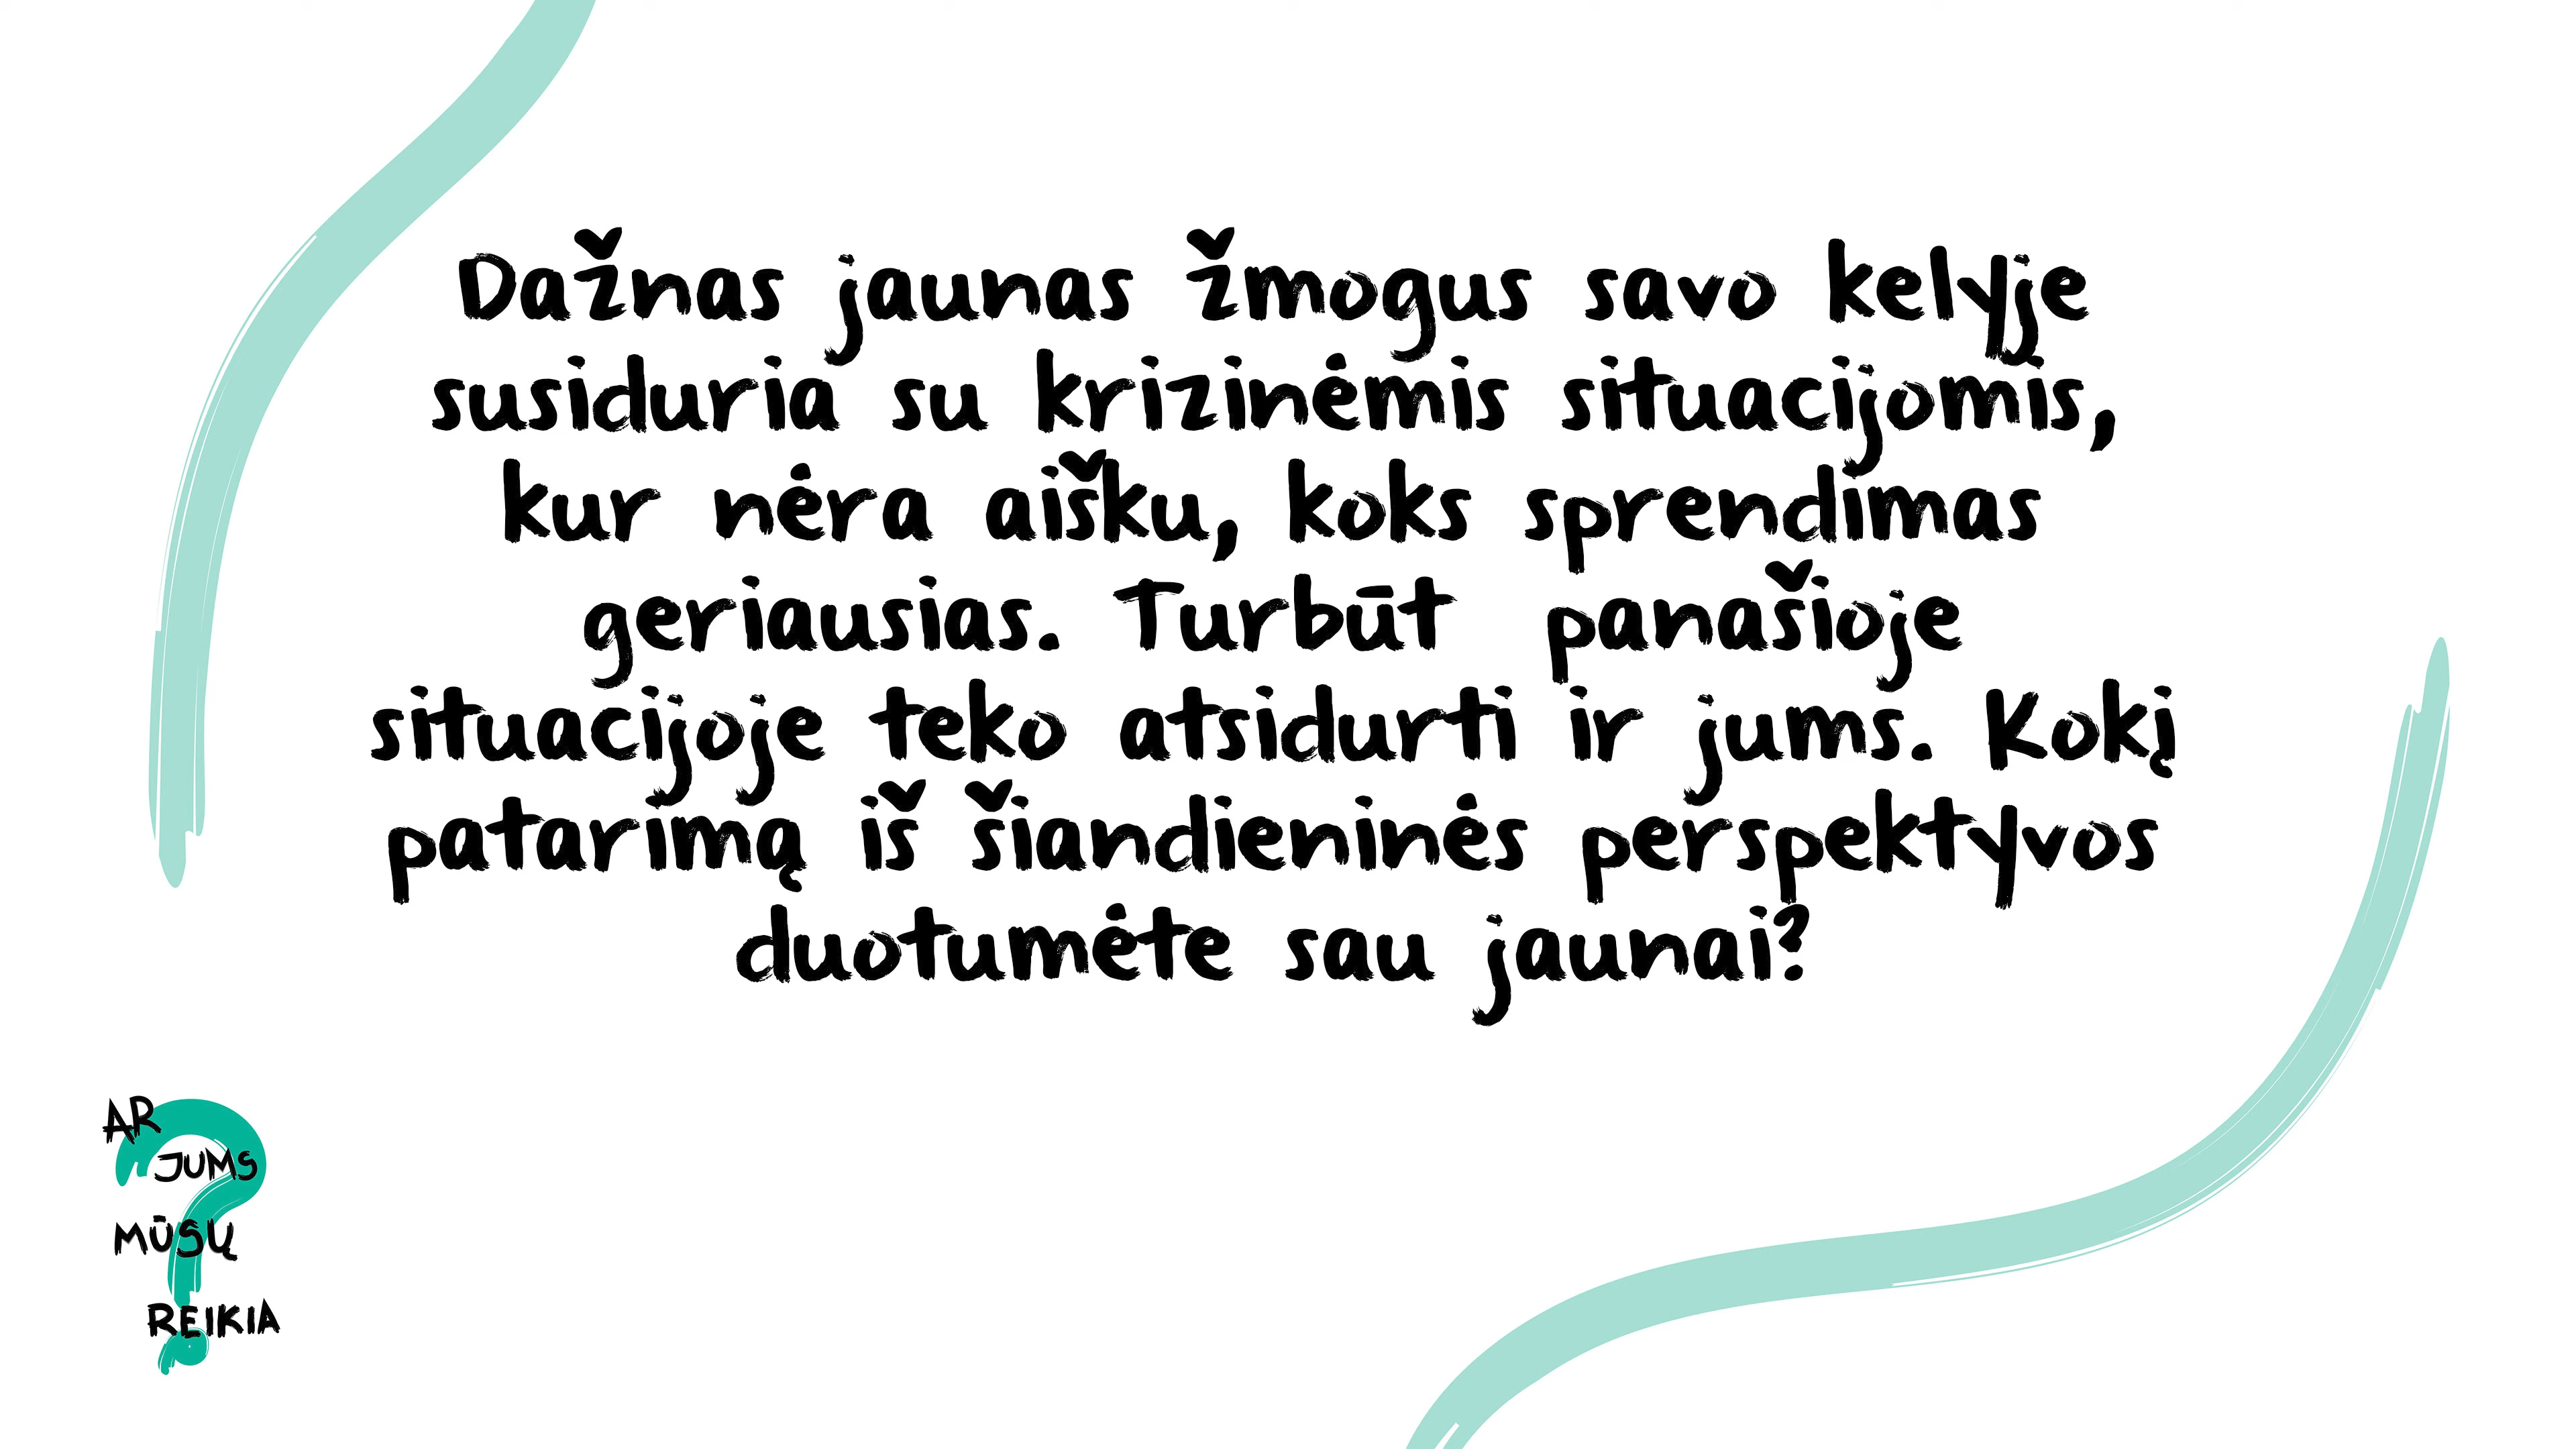 Dažnas jaunas žmogus savo kelyje
susiduria su krizinėmis situacijomis,
kur nėra aišku, koks sprendimas
geriausias. Turbūt panašioje
situacijoje teko atsidurti ir jums. Kokį
patarimą iš šiandieninės perspektyvos
duotumėte sau jaunai?
AR
JUMS
MŪSŲ
REIKIA